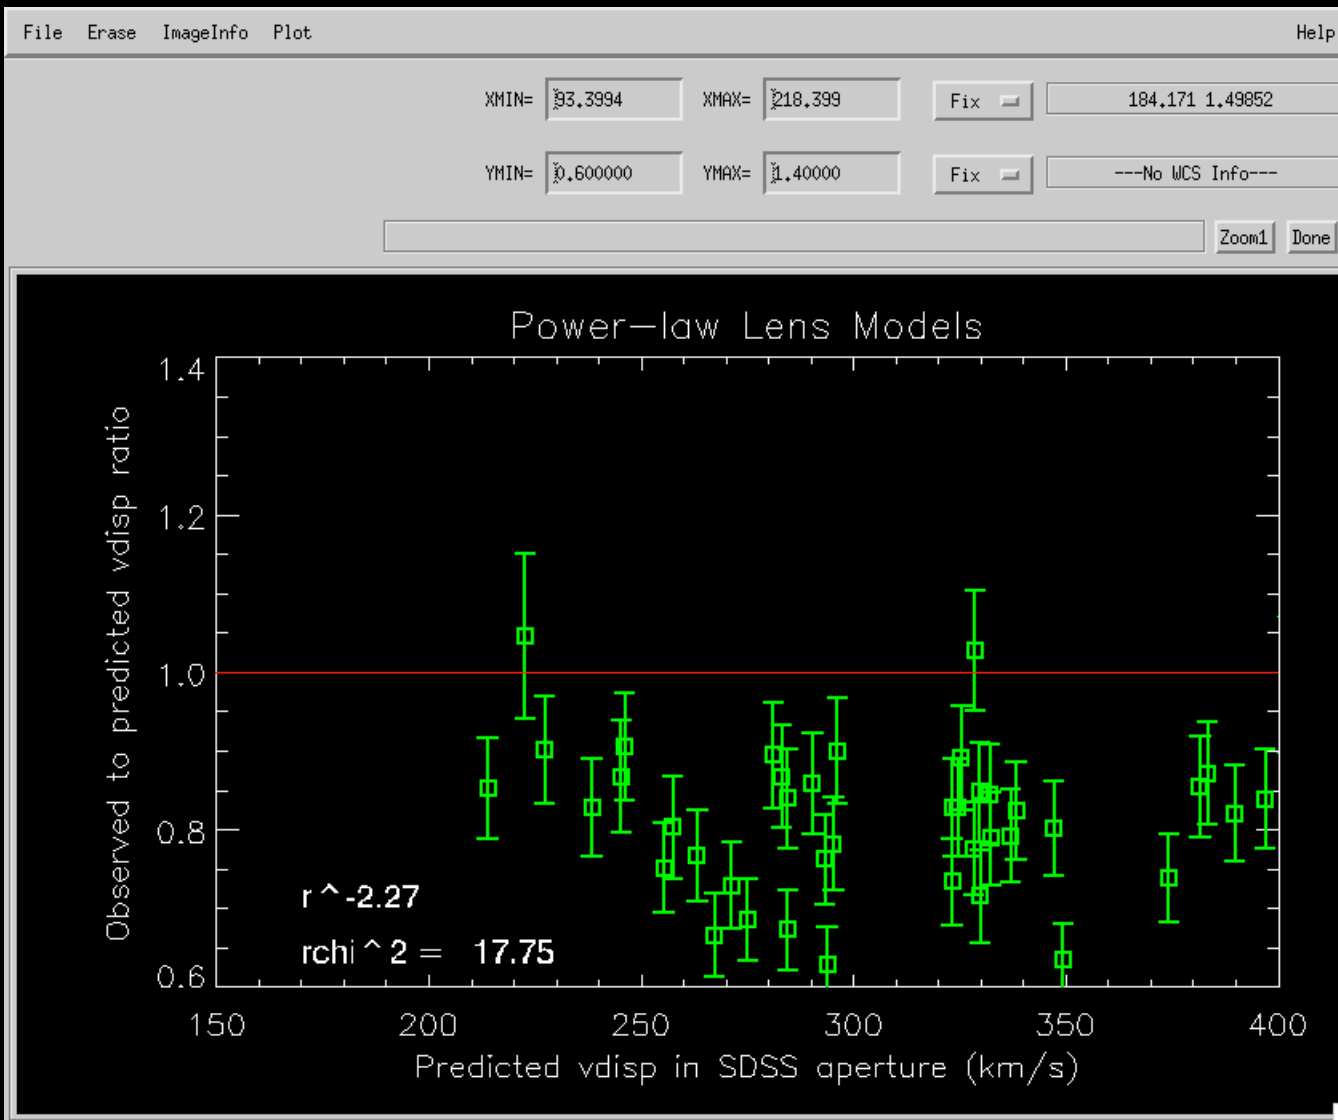 File Erase ImageInfo Plot Help
XMIN= 93.3994 XMAX= 218.399 Fix 184.171 1.49852
YMIN= 0.600000 YMAX= 1.40000 Fix ---No WCS Info---
Zoom1 Done
Power-law Lens Models
1.4
1.2
1.0
0.8
0.6
Observed to predicted vdisp ratio
r^-2.27
rchi^2 = 17.75
150 200 250 300 350 400
Predicted vdisp in SDSS aperture (km/s)